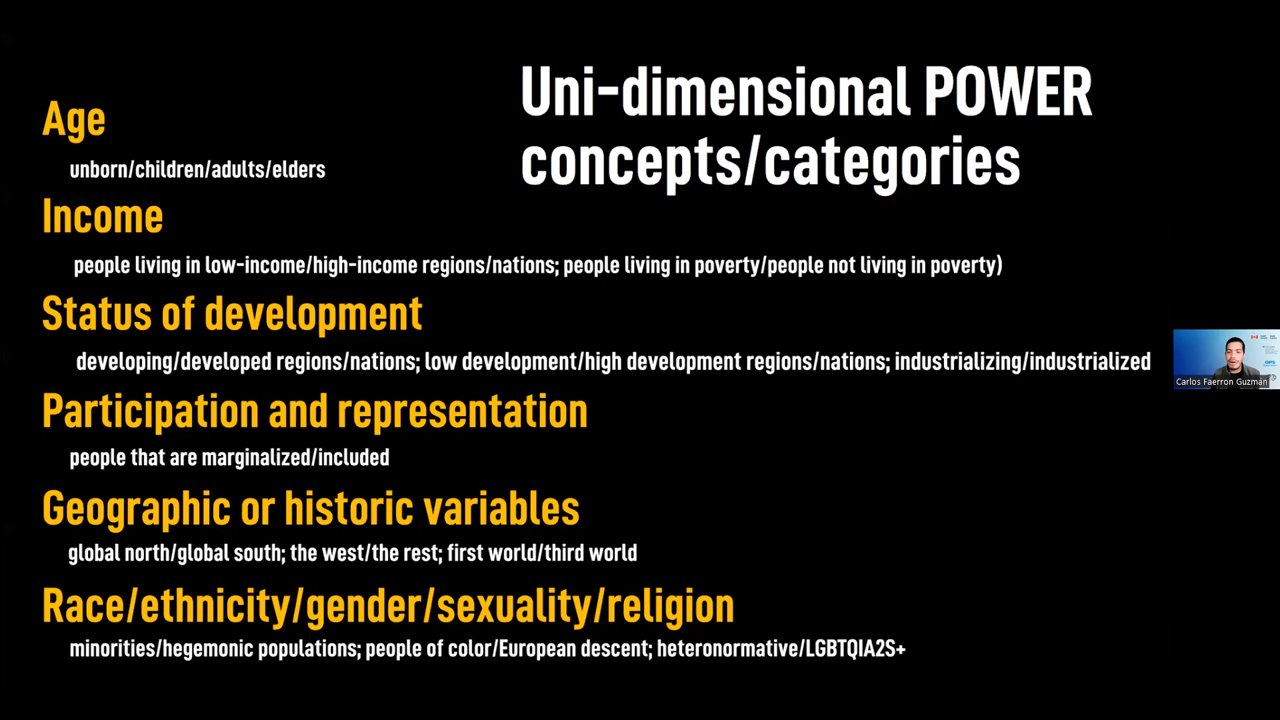 Uni-dimensional POWER
concepts/categories
Age
unborn/children/adults/elders
Income
people living in low-income/high-income regions/nations; people living in poverty/people not living in poverty)
Status of development
developing/developed regions/nations; low development/high development regions/nations; industrializing/industrialized
Participation and representation
people that are marginalized/included
Geographic or historic variables
global north/global south; the west/the rest; first world/third world
Race/ethnicity/gender/sexuality/religion
minorities/hegemonic populations; people of color/European descent; heteronormative/LGBTQIA2S+
Carlos Faerron Guzmán